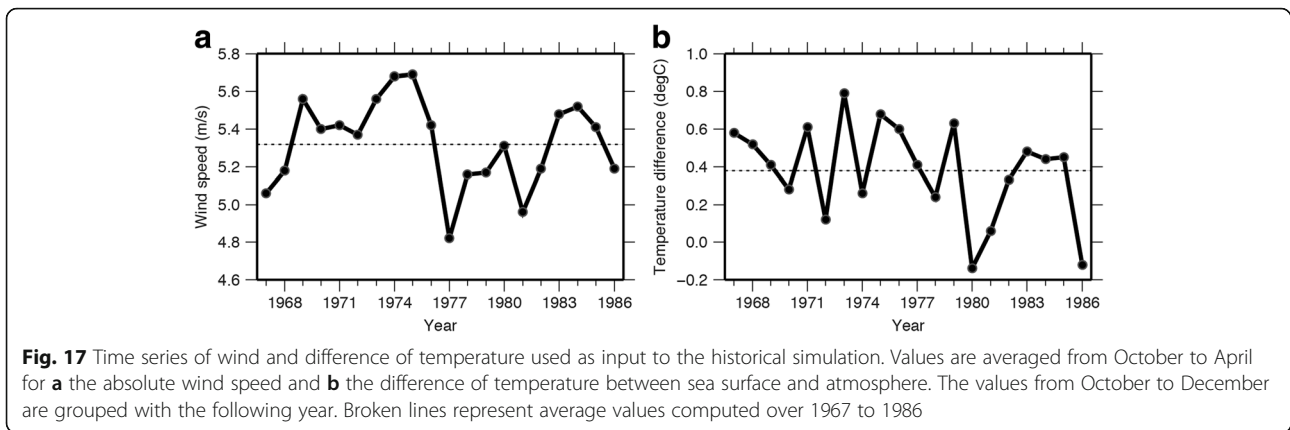 a
5.8
5.6
5.4
5.2
5.0
4.8
4.6
Wind speed (m/s)
1968 1971 1974 1977 1980 1983 1986
Year
b
1.0
0.8
0.6
0.4
0.2
0.0
−0.2
Temperature difference (degC)
1968 1971 1974 1977 1980 1983 1986
Year
Fig. 17 Time series of wind and difference of temperature used as input to the historical simulation. Values are averaged from October to April
for a the absolute wind speed and b the difference of temperature between sea surface and atmosphere. The values from October to December
are grouped with the following year. Broken lines represent average values computed over 1967 to 1986